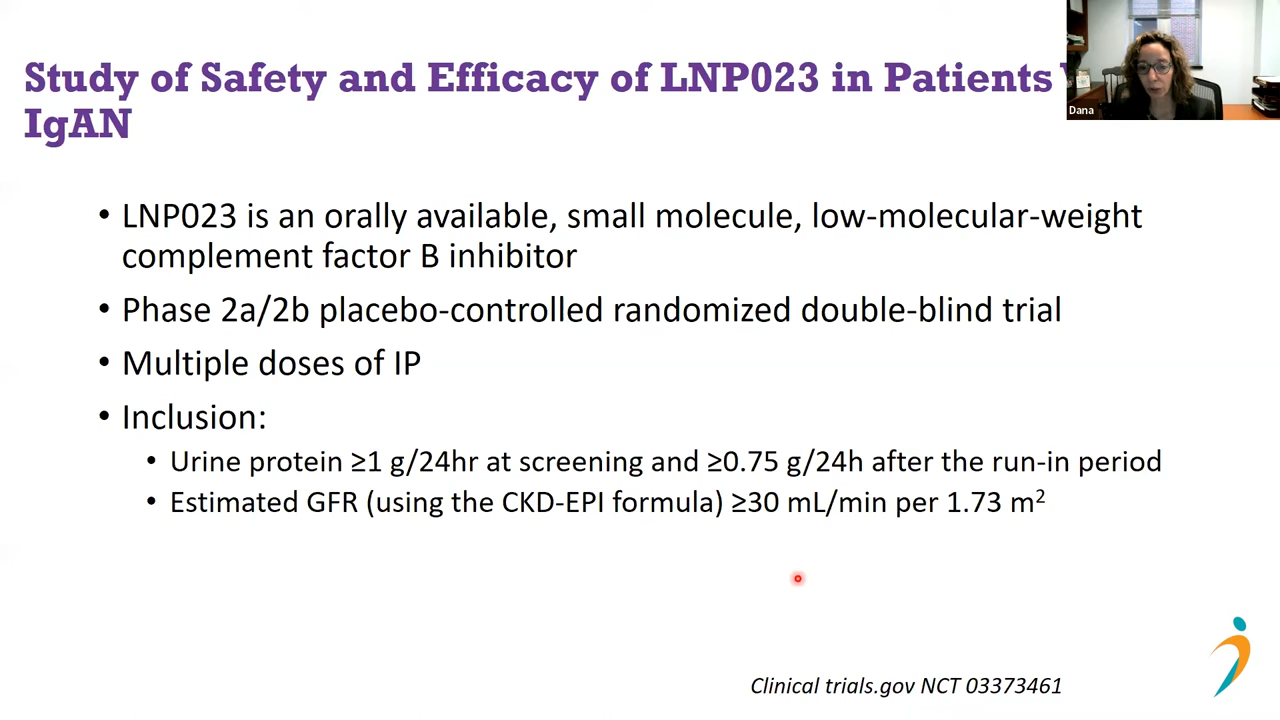 Study of Safety and Efficacy of LNP023 in Patients
IgAN
Dana
• LNP023 is an orally available, small molecule, low-molecular-weight
complement factor B inhibitor
• Phase 2a/2b placebo-controlled randomized double-blind trial
• Multiple doses of IP
• Inclusion:
• Urine protein ≥1 g/24hr at screening and ≥0.75 g/24h after the run-in period
• Estimated GFR (using the CKD-EPI formula) ≥30 mL/min per 1.73 m²
Clinical trials.gov NCT 03373461